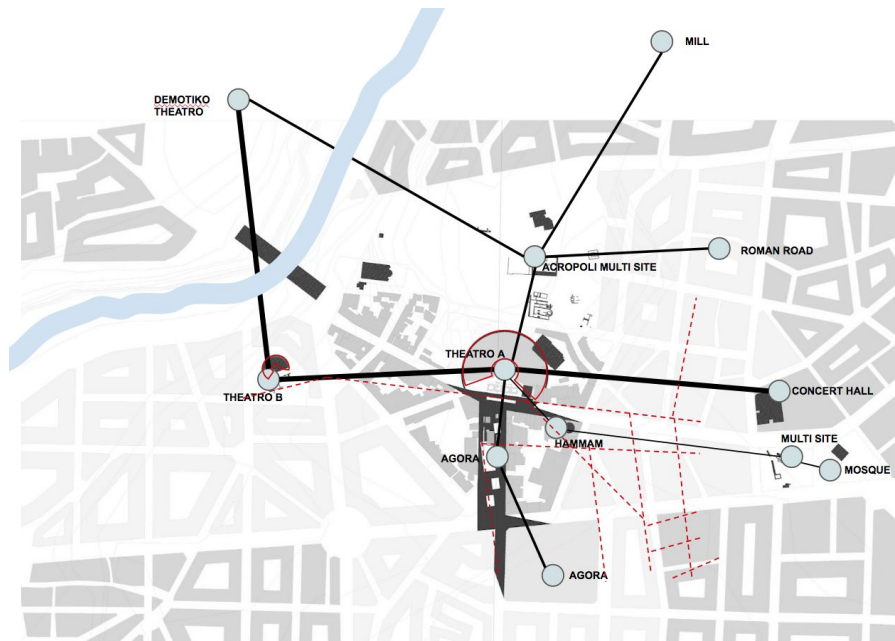 MILL
DEMOTIKO
THEATRO
ROMAN ROAD
ACROPOLI MULTI SITE
THEATRO A
THEATRO B
CONCERT HALL
HAMMAM
MULTI SITE
AGORA
MOSQUE
AGORA